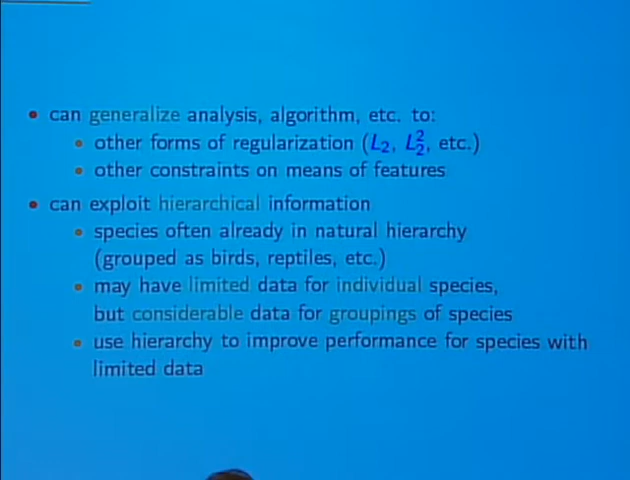 • can generalize analysis, algorithm, etc. to:
• other forms of regularization (L₂, L₂², etc.)
• other constraints on means of features
• can exploit hierarchical information
• species often already in natural hierarchy
(grouped as birds, reptiles, etc.)
• may have limited data for individual species,
but considerable data for groupings of species
• use hierarchy to improve performance for species with
limited data